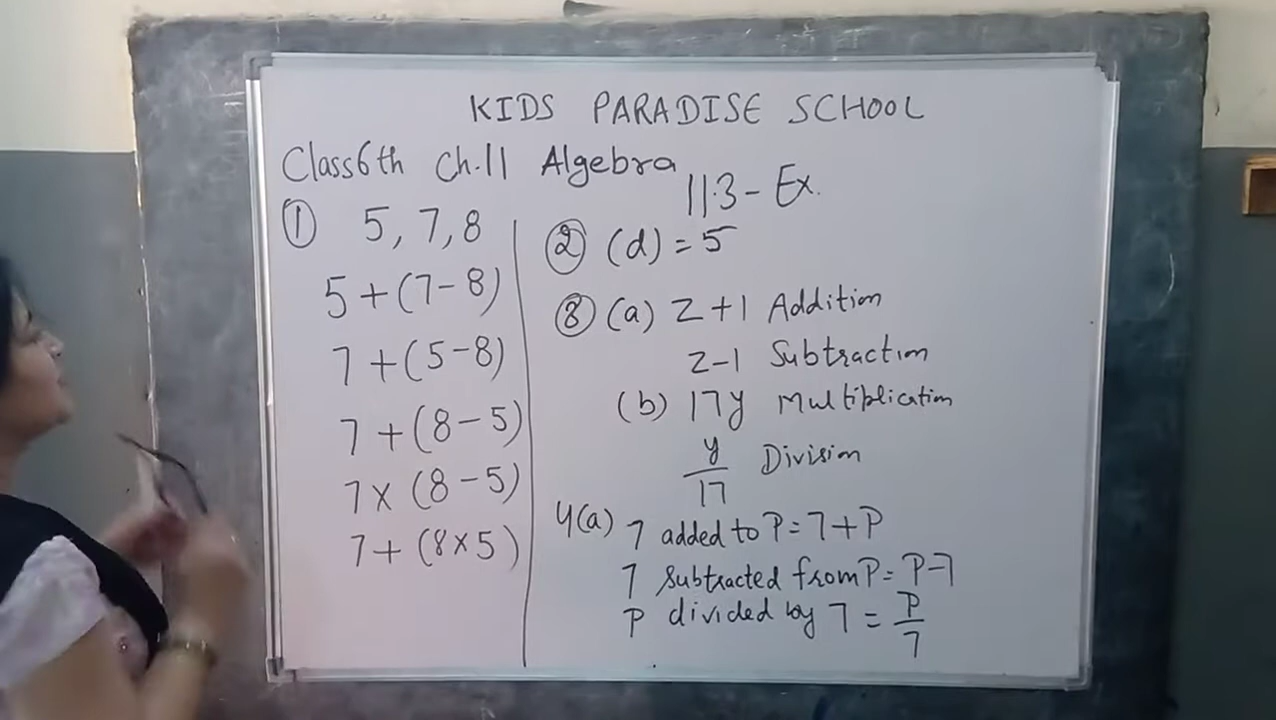 KIDS PARADISE SCHOOL
Class6th Ch.11 Algebra
11.3 - Ex.
① 5, 7, 8
5+(7-8)
7+(5-8)
7+(8-5)
7×(8-5)
7+(8×5)
② (d) = 5
⑧ (a) Z+1 Addition
Z-1 Subtraction
(b) 17y Multiplication
y/17 Division
4(a) 7 added to P=7+P
7 Subtracted from P=P-7
P divided by 7 = P/7